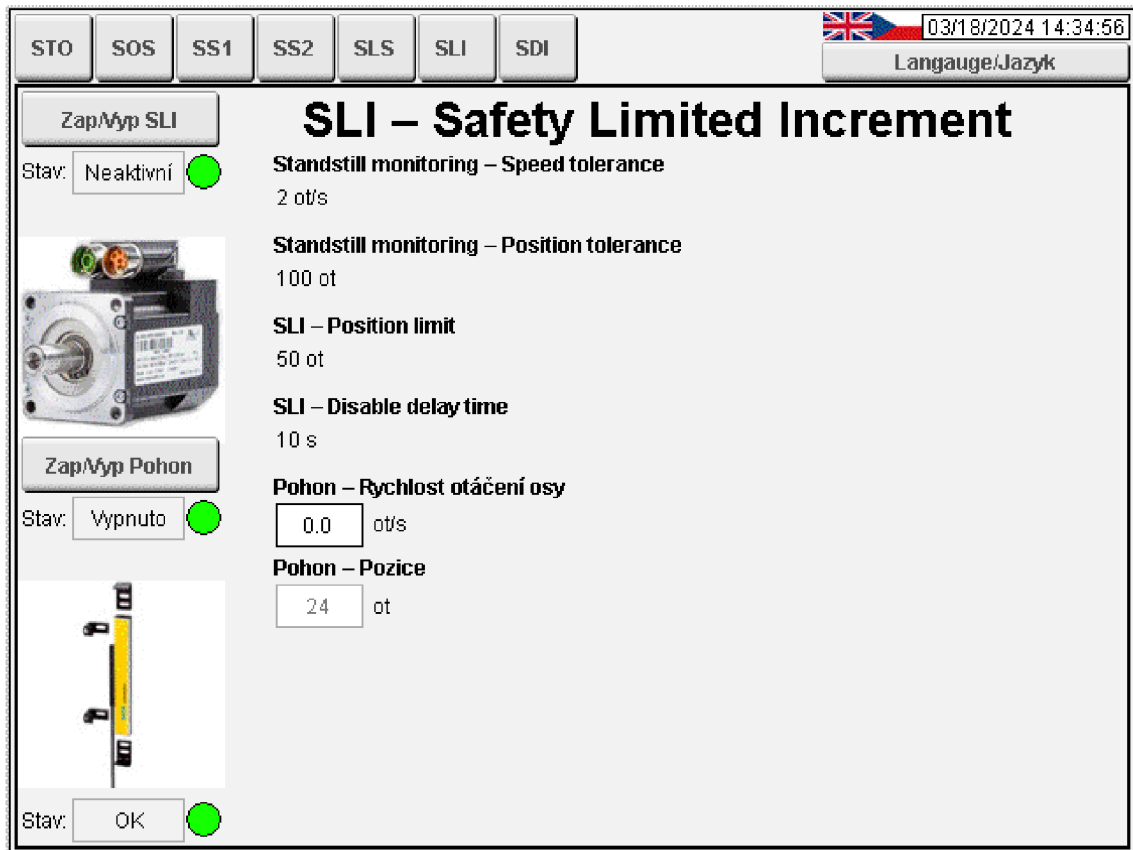 STO SOS SS1 SS2 SLS SLI SDI
03/18/2024 14:34:56
Langauge/Jazyk
Zap/Vyp SLI
Stav: Neaktivní
SLI – Safety Limited Increment
Standstill monitoring – Speed tolerance
2 ot/s
Standstill monitoring – Position tolerance
100 ot
SLI – Position limit
50 ot
SLI – Disable delay time
10 s
Zap/Vyp Pohon
Stav: Vypnuto
Pohon – Rychlost otáčení osy
0.0 ot/s
Pohon – Pozice
24 ot
Stav: OK